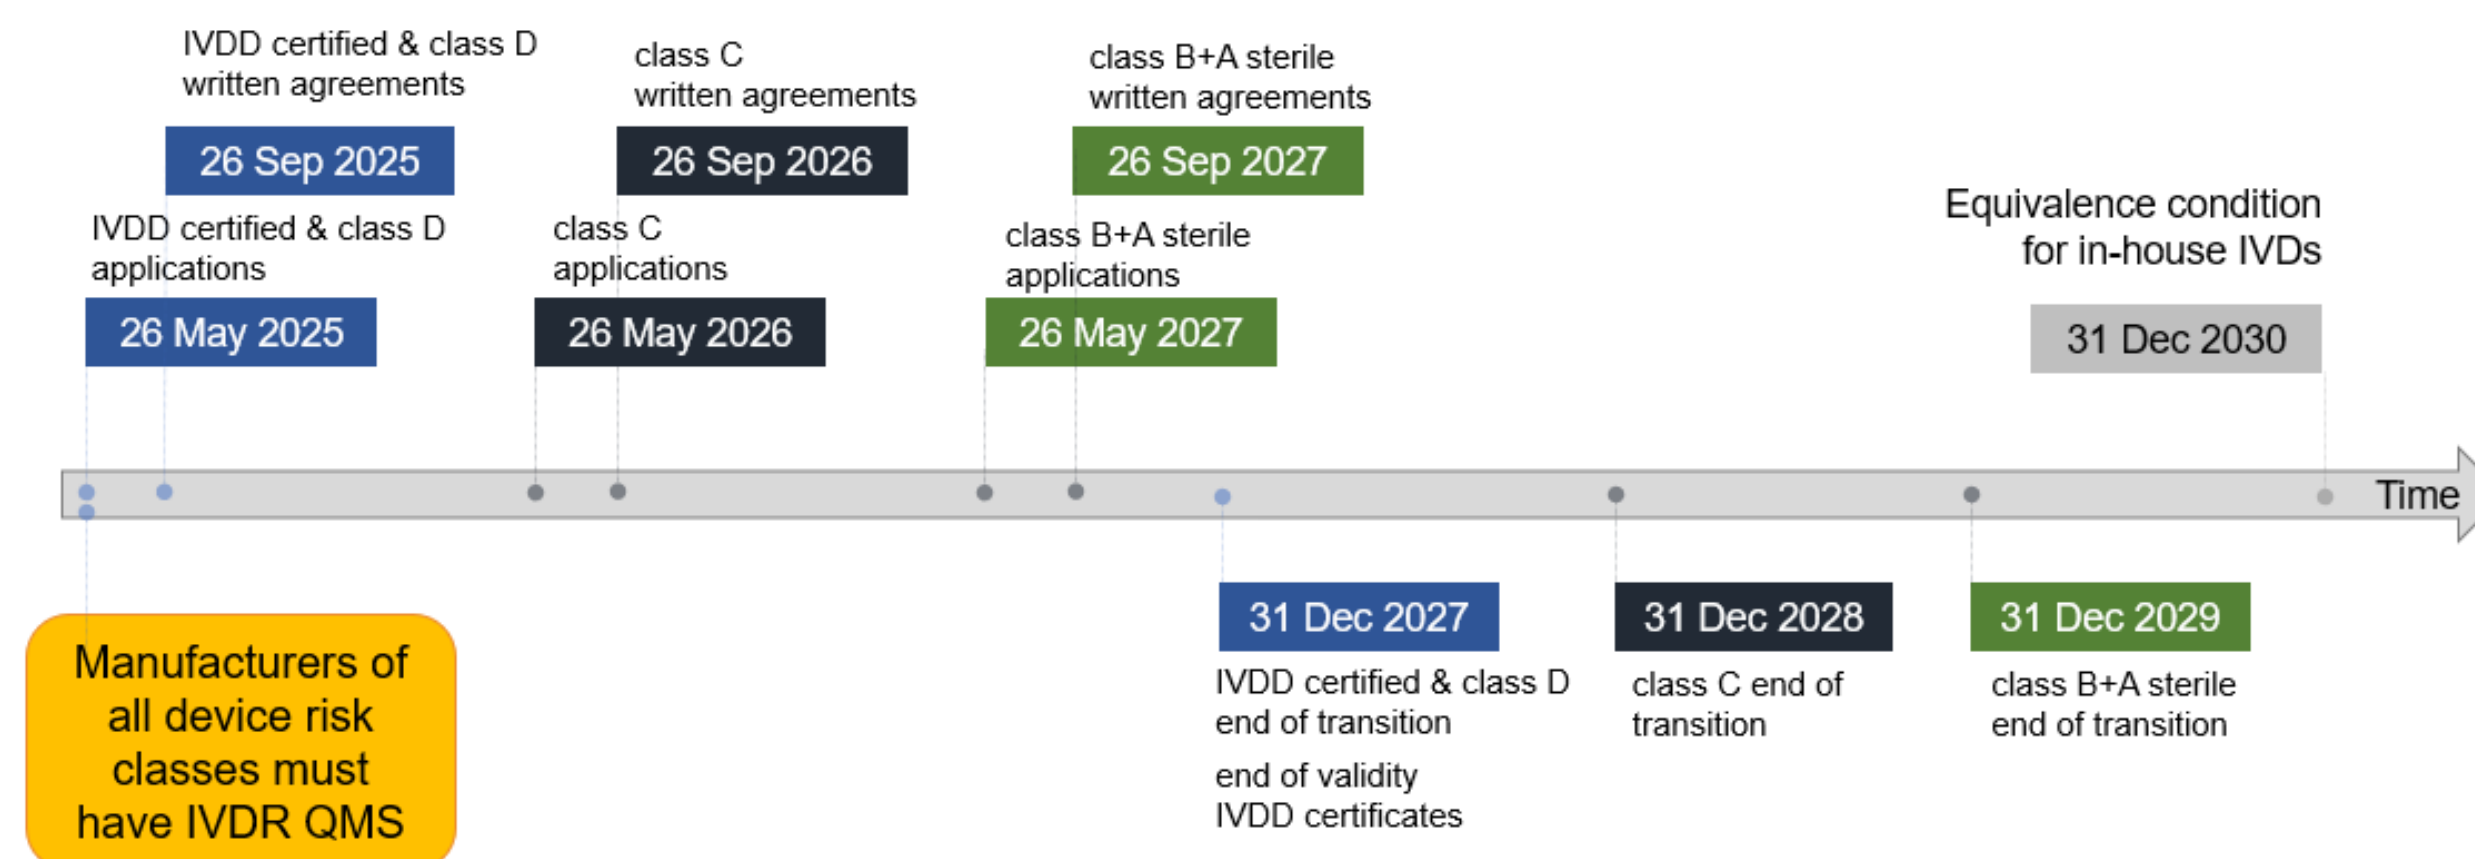 IVDD certified & class D
written agreements
26 Sep 2025
IVDD certified & class D
applications
26 May 2025
class C
written agreements
26 Sep 2026
class C
applications
26 May 2026
class B+A sterile
written agreements
26 Sep 2027
class B+A sterile
applications
26 May 2027
Equivalence condition
for in-house IVDs
31 Dec 2030
Time
Manufacturers of
all device risk
classes must
have IVDR QMS
31 Dec 2027
IVDD certified & class D
end of transition
end of validity
IVDD certificates
31 Dec 2028
class C end of
transition
31 Dec 2029
class B+A sterile
end of transition